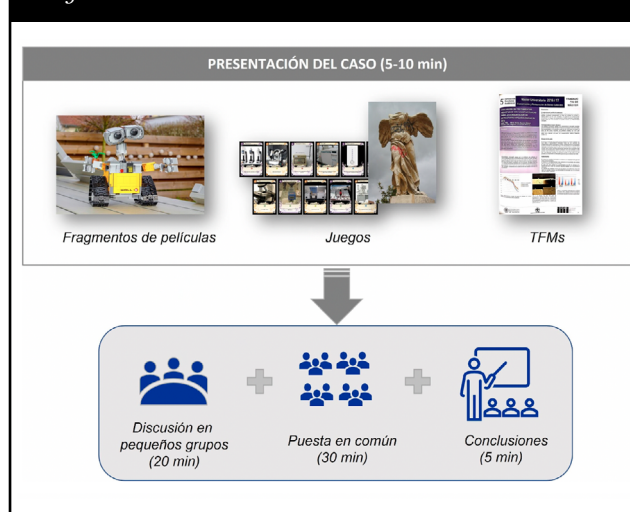 PRESENTACIÓN DEL CASO (5-10 min)
Fragmentos de películas
Juegos
TFMs
Discusión en
pequeños grupos
(20 min)
Puesta en común
(30 min)
Conclusiones
(5 min)